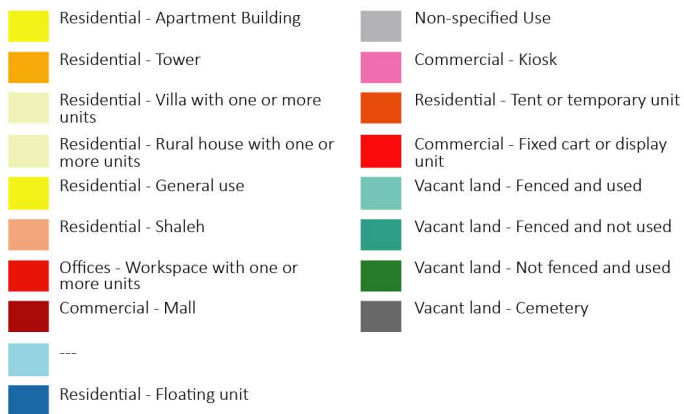 Residential - Apartment Building
Residential - Tower
Residential - Villa with one or more
units
Residential - Rural house with one or
more units
Residential - General use
Residential - Shaleh
Offices - Workspace with one or
more units
Commercial - Mall
---
Residential - Floating unit
Non-specified Use
Commercial - Kiosk
Residential - Tent or temporary unit
Commercial - Fixed cart or display
unit
Vacant land - Fenced and used
Vacant land - Fenced and not used
Vacant land - Not fenced and used
Vacant land - Cemetery